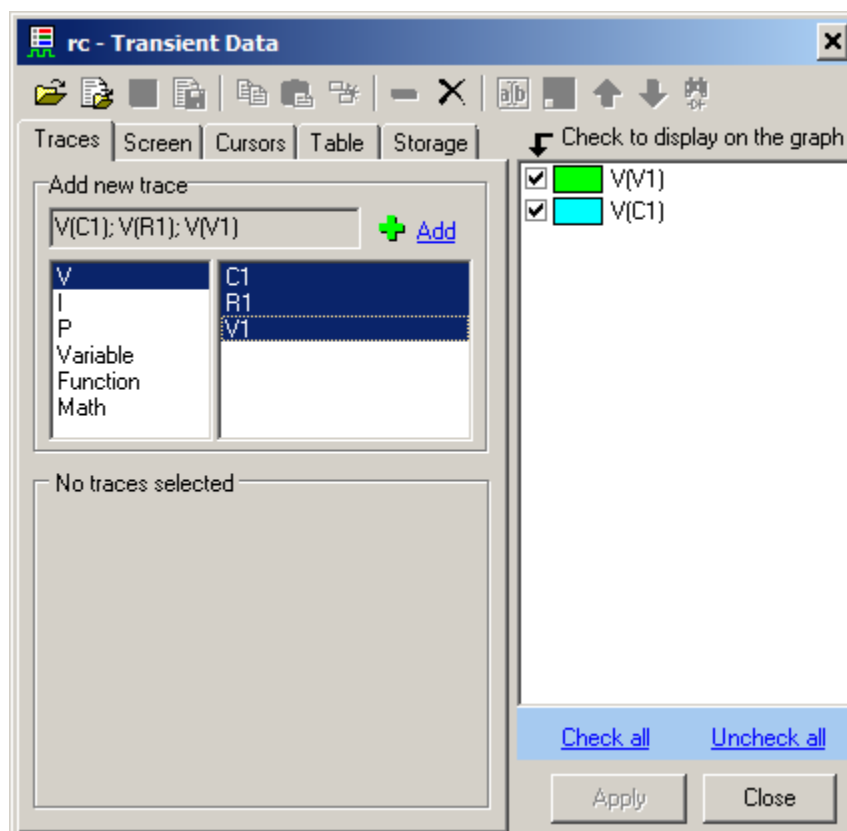 rc - Transient Data
Traces Screen Cursors Table Storage
Check to display on the graph
Add new trace
V(C1); V(R1); V(V1)
Add
V
I
P
Variable
Function
Math
C1
R1
V1
No traces selected
V(V1)
V(C1)
Check all Uncheck all
Apply Close